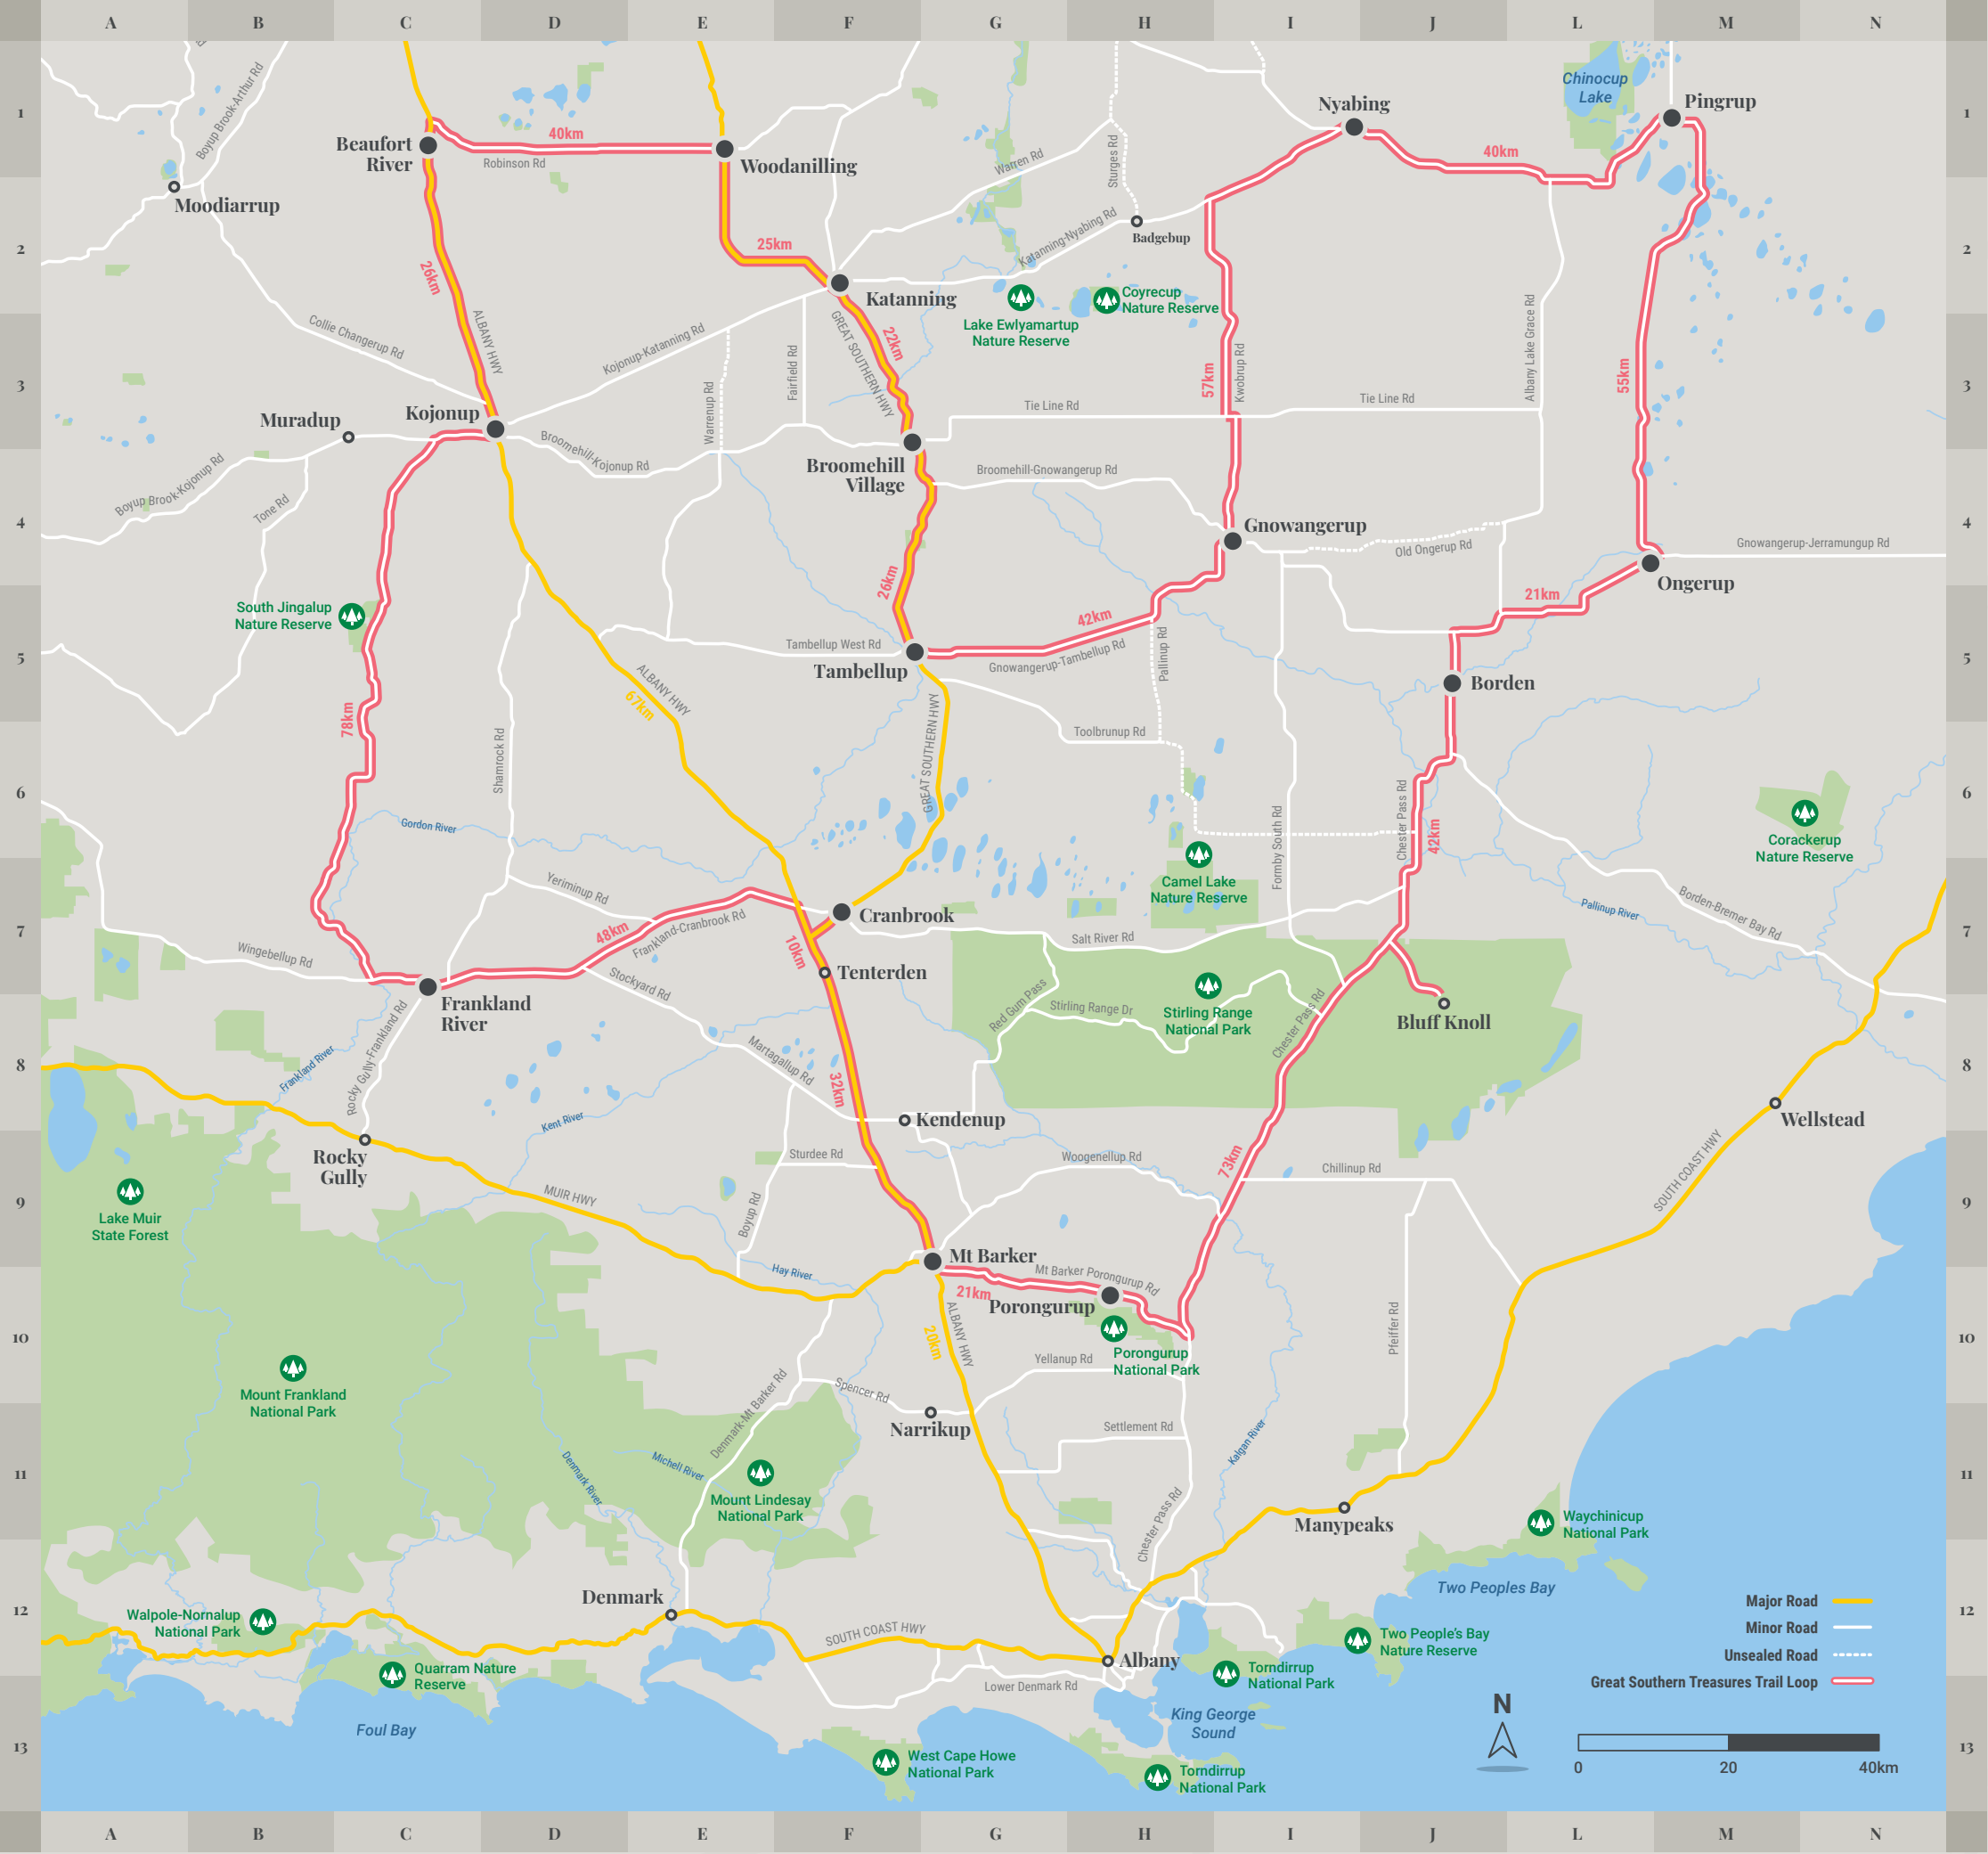 A B C D E F G H I J L M N
1
2
3
4
5
6
7
8
9
10
11
12
13
Chinocup
Lake
Pingrup
Nyabing
Beaufort
River
40km
Robinson Rd
Woodanilling
Boyup Brook-Arthur Rd
Moodiarrup
Warren Rd
Sturges Rd
40km
26km
25km
Katanning-Nyabing Rd
Badgebup
Katanning
Coyrecup
Nature Reserve
Lake Ewlyamartup
Nature Reserve
Collie Changerup Rd
ALBANY HWY
Kojonup-Katanning Rd
GREAT SOUTHERN HWY
22km
Fairfield Rd
Warrenup Rd
57km
Kwobrup Rd
Albany Lake Grace Rd
55km
Tie Line Rd
Tie Line Rd
Muradup
Kojonup
Broomehill-Kojonup Rd
Broomehill
Village
Broomehill-Gnowangerup Rd
Boyup Brook-Kojonup Rd
Tone Rd
Gnowangerup
Old Ongerup Rd
Gnowangerup-Jerramungup Rd
Ongerup
26km
21km
South Jingalup
Nature Reserve
42km
Tambellup West Rd
Tambellup
Gnowangerup-Tambellup Rd
Pallinup Rd
Borden
78km
ALBANY HWY
67km
GREAT SOUTHERN HWY
Toolbrunup Rd
Shamrock Rd
Gordon River
Chester Pass Rd
42km
Formby South Rd
Corackerup
Nature Reserve
Camel Lake
Nature Reserve
Yeriminup Rd
48km
Frankland-Cranbrook Rd
Cranbrook
10km
Salt River Rd
Pallinup River
Borden-Bremer Bay Rd
Wingebellup Rd
Stockyard Rd
Tenterden
Frankland
River
Red Gum Pass
Stirling Range Dr
Stirling Range
National Park
Chester Pass Rd
Bluff Knoll
Rocky Gully-Frankland Rd
Frankland River
Martagallup Rd
32km
Kent River
Kendenup
Wellstead
Rocky
Gully
Sturdee Rd
Woogenellup Rd
73km
Chillinup Rd
SOUTH COAST HWY
Lake Muir
State Forest
MUIR HWY
Boyup Rd
Hay River
Mt Barker
Mt Barker Porongurup Rd
21km
Porongurup
ALBANY HWY
20km
Pfeiffer Rd
Porongurup
National Park
Yellanup Rd
Mount Frankland
National Park
Denmark-Mt Barker Rd
Spencer Rd
Narrikup
Settlement Rd
Kalgan River
Denmark River
Michell River
Mount Lindesay
National Park
Chester Pass Rd
Manypeaks
Waychinicup
National Park
Denmark
Two Peoples Bay
Walpole-Nornalup
National Park
SOUTH COAST HWY
Albany
Two People's Bay
Nature Reserve
Quarram Nature
Reserve
Lower Denmark Rd
Torndirrup
National Park
Foul Bay
King George
Sound
West Cape Howe
National Park
Torndirrup
National Park
Major Road
Minor Road
Unsealed Road
Great Southern Treasures Trail Loop
N
0 20 40km
1
2
3
4
5
6
7
8
9
10
11
12
13
A B C D E F G H I J L M N